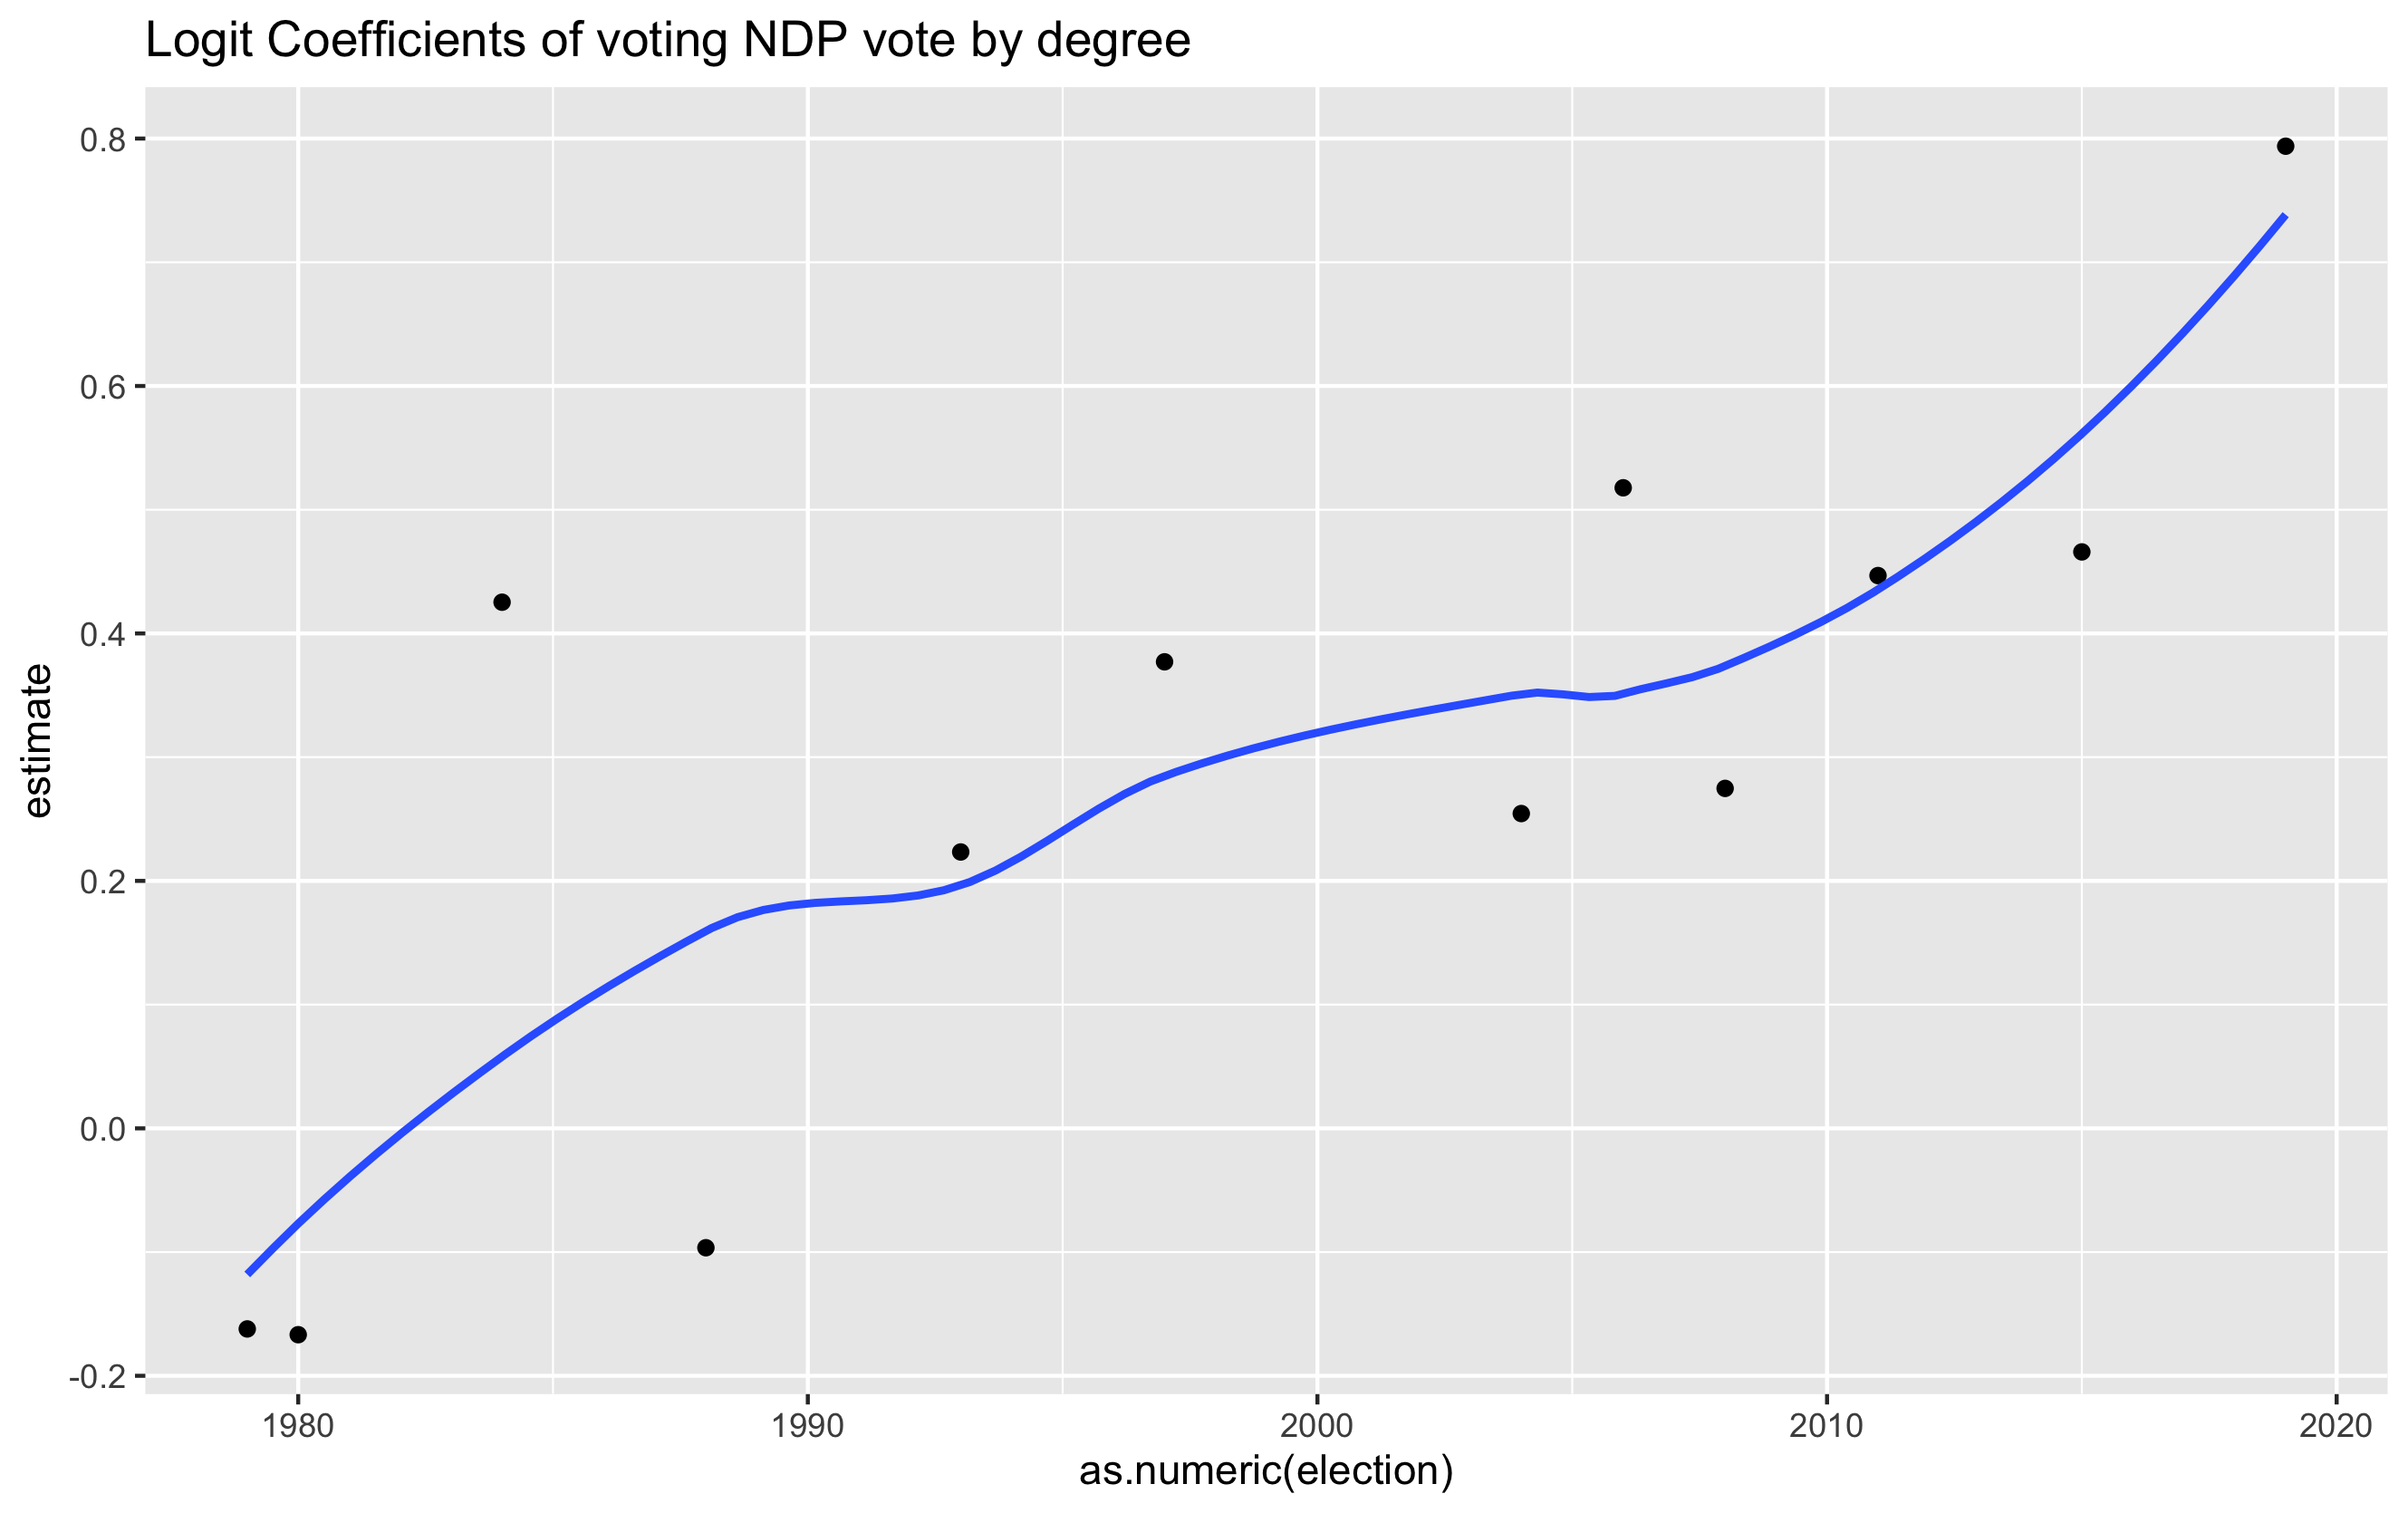 Logit Coefficients of voting NDP vote by degree
0.8
0.6
0.4
0.2
0.0
-0.2
estimate
1980 1990 2000 2010 2020
as.numeric(election)